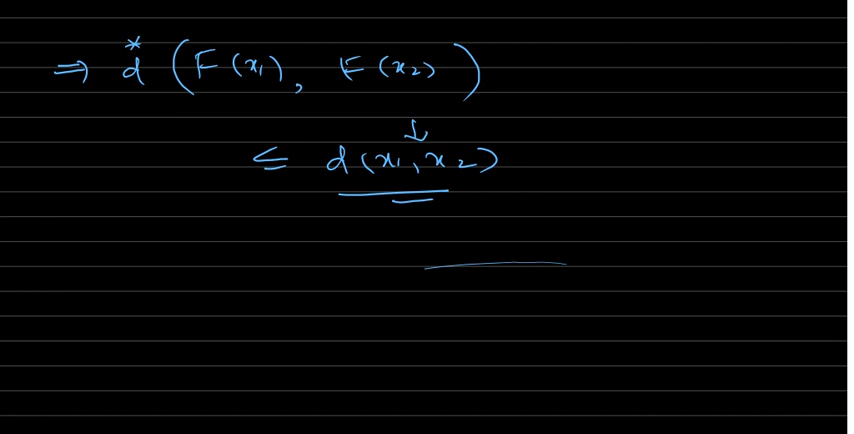 *
⇒ d (F(x₁), F(x₂))
↓
≤ d(x₁, x₂)